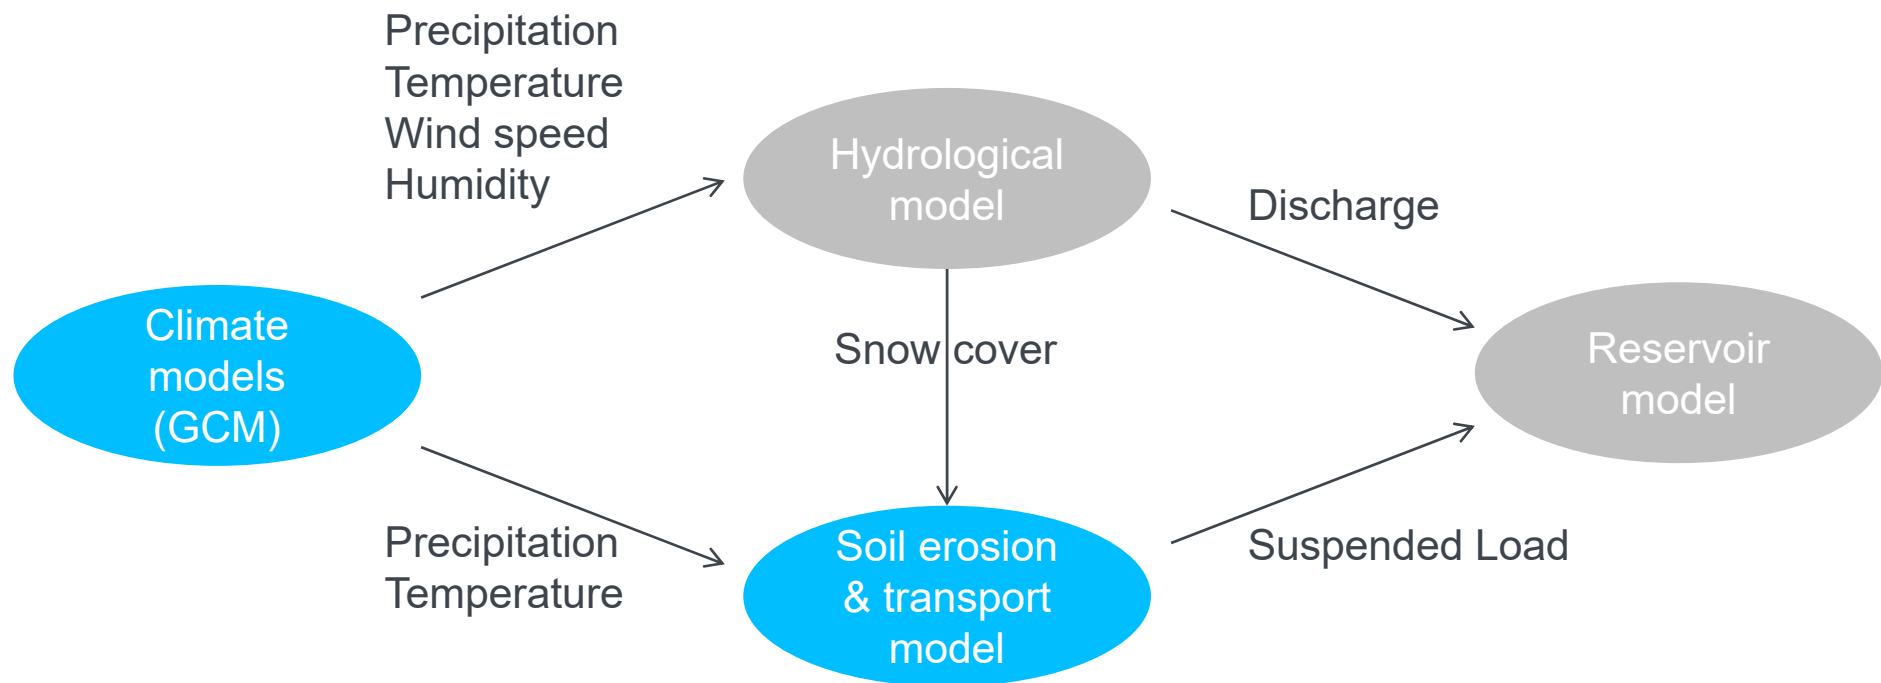 Precipitation
Temperature
Wind speed
Humidity
Hydrological
model
Discharge
Climate
models
(GCM)
Snow cover
Reservoir
model
Precipitation
Temperature
Soil erosion
& transport
model
Suspended Load